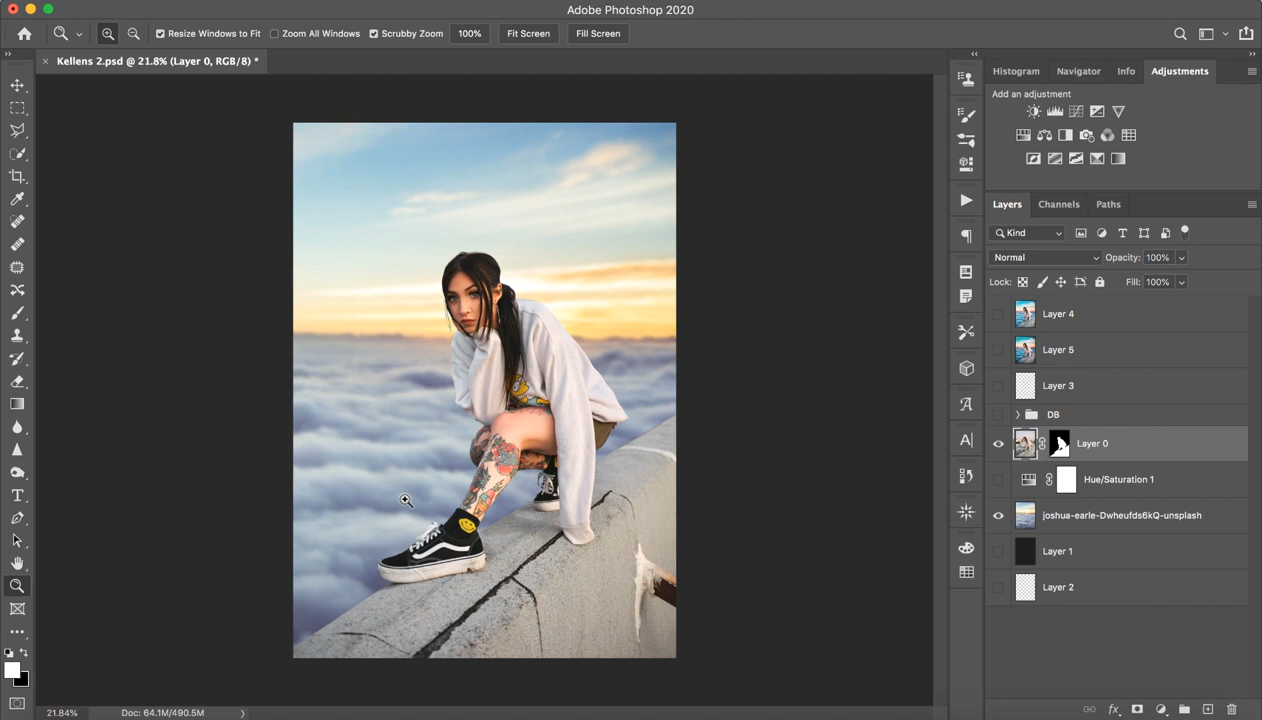 Adobe Photoshop 2020
Resize Windows to Fit Zoom All Windows Scrubby Zoom 100% Fit Screen Fill Screen
× Kellens 2.psd @ 21.8% (Layer 0, RGB/8) *
Histogram Navigator Info Adjustments
Add an adjustment
Layers Channels Paths
Kind
Normal Opacity: 100%
Lock: Fill: 100%
Layer 4
Layer 5
Layer 3
DB
Layer 0
Hue/Saturation 1
joshua-earle-Dwheufds6kQ-unsplash
Layer 1
Layer 2
21.84% Doc: 64.1M/490.5M